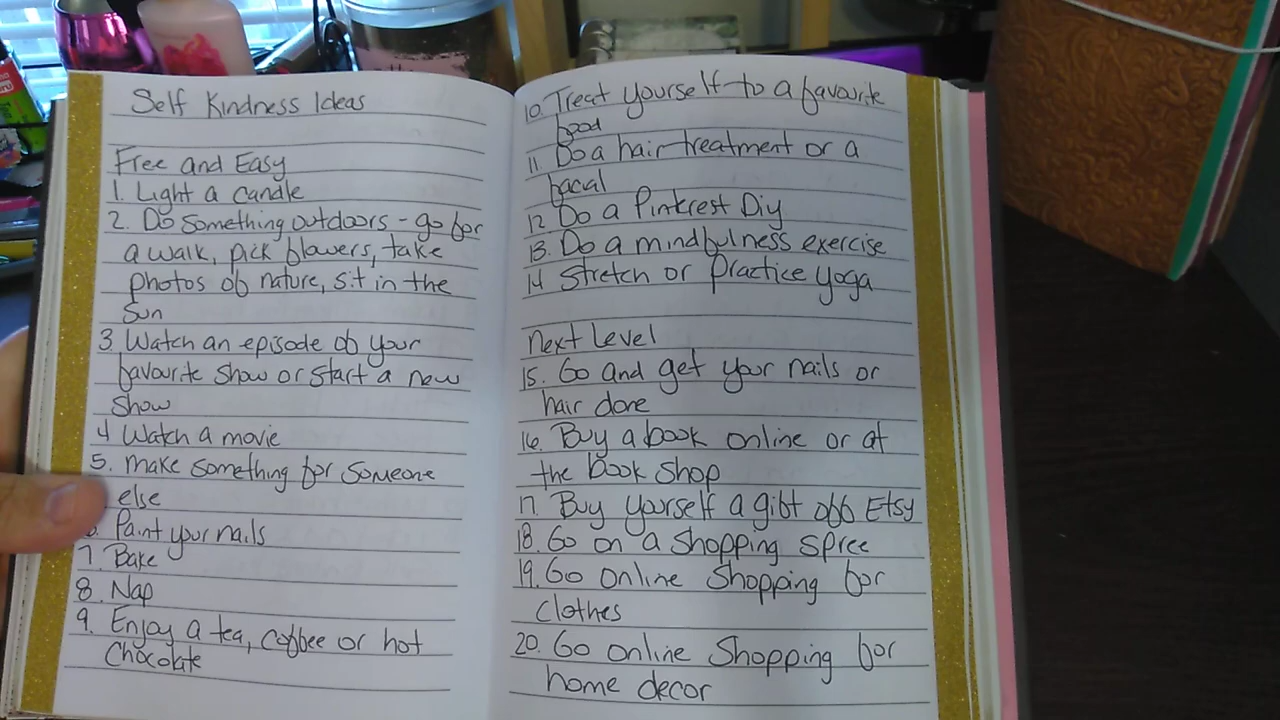 Self Kindness Ideas
Free and Easy
1. Light a candle
2. Do something outdoors - go for
a walk, pick flowers, take
photos of nature, sit in the
Sun
3. Watch an episode of your
favourite show or start a new
Show
4 Watch a movie
5. make something for someone
else
Paint your nails
7. Bake
8. Nap
9. Enjoy a tea, coffee or hot
Chocolate
10. Treat yourself to a favourite
food
11 Do a hair treatment or a
facial
12 Do a Pinterest Diy
13. Do a mindfulness exercise
14 Stretch or practice yoga
Next Level
15. Go and get your nails or
hair done
16. Buy a book online or at
the book shop
17 Buy yourself a gift off Etsy
18. Go on a shopping spree
19. Go online shopping for
Clothes
20. Go online shopping for
home decor